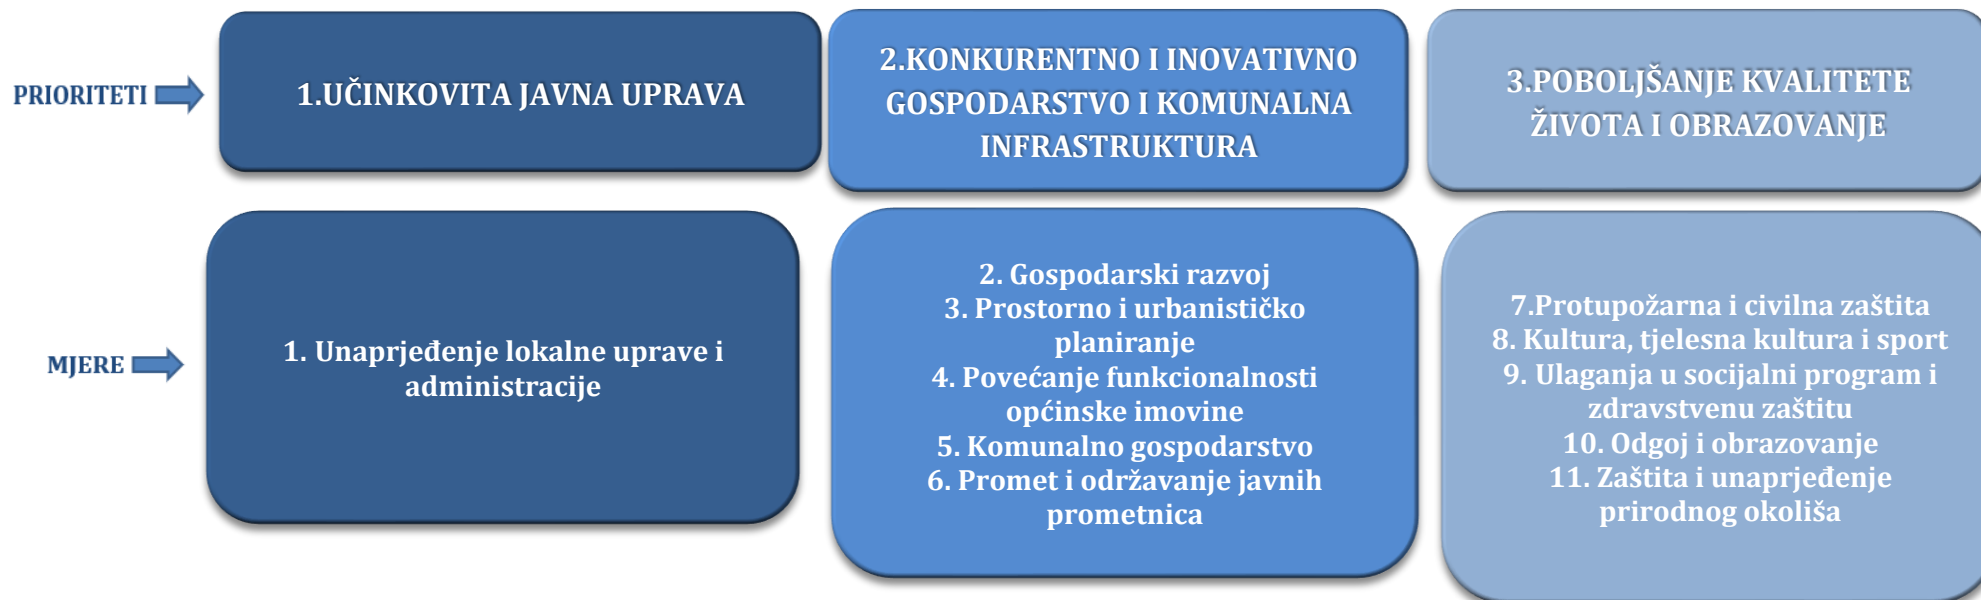 PRIORITETI
1.UČINKOVITA JAVNA UPRAVA
2.KONKURENTNO I INOVATIVNO
GOSPODARSTVO I KOMUNALNA
INFRASTRUKTURA
3.POBOLJŠANJE KVALITETE
ŽIVOTA I OBRAZOVANJE
MJERE
1. Unaprjeđenje lokalne uprave i
administracije
2. Gospodarski razvoj
3. Prostorno i urbanističko
planiranje
4. Povećanje funkcionalnosti
općinske imovine
5. Komunalno gospodarstvo
6. Promet i održavanje javnih
prometnica
7.Protupožarna i civilna zaštita
8. Kultura, tjelesna kultura i sport
9. Ulaganja u socijalni program i
zdravstvenu zaštitu
10. Odgoj i obrazovanje
11. Zaštita i unaprjeđenje
prirodnog okoliša